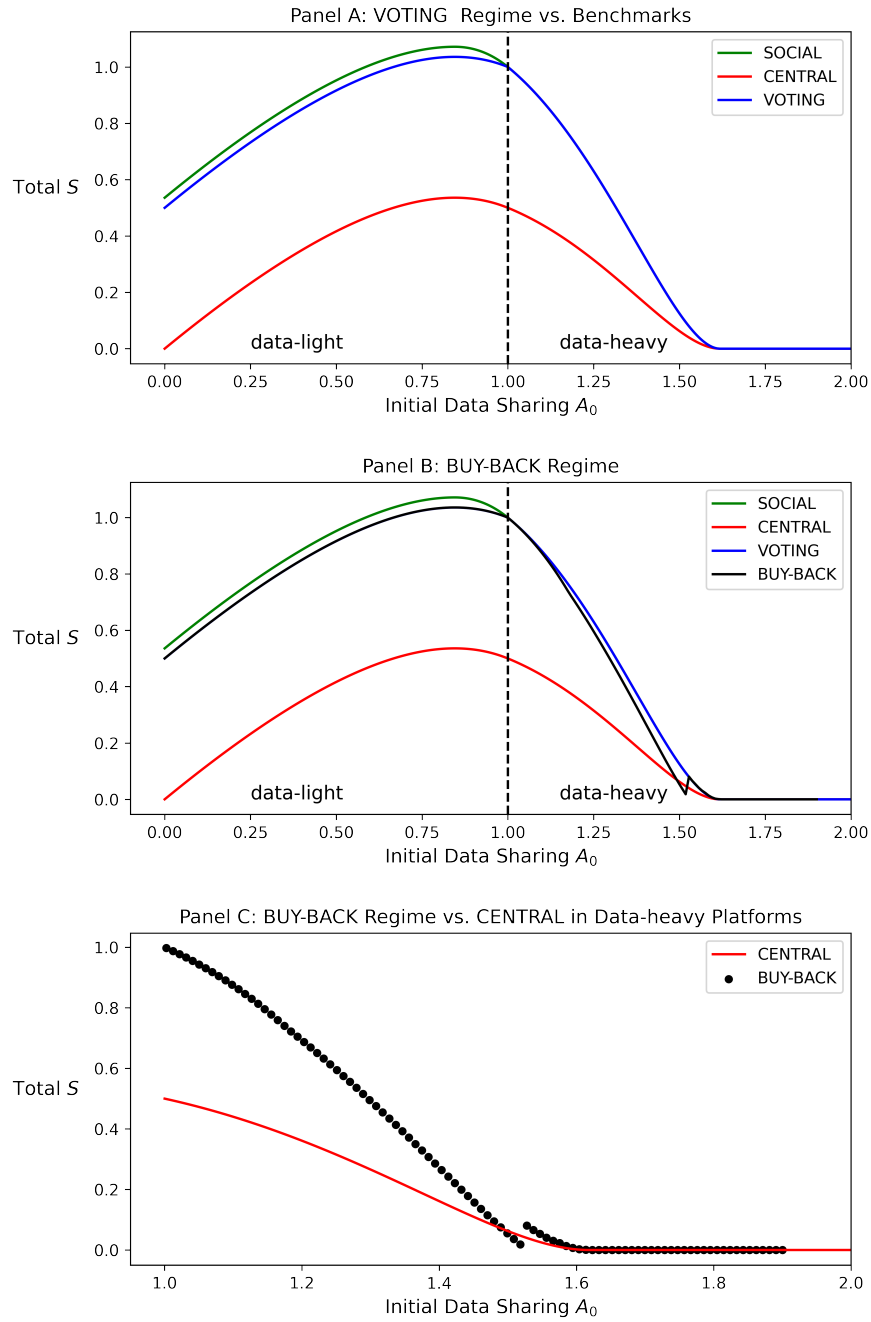 Panel A: VOTING  Regime vs. Benchmarks
SOCIAL
CENTRAL
VOTING
Total S
1.0
0.8
0.6
0.4
0.2
0.0
data-light
data-heavy
0.00 0.25 0.50 0.75 1.00 1.25 1.50 1.75 2.00
Initial Data Sharing A₀
Panel B: BUY-BACK Regime
SOCIAL
CENTRAL
VOTING
BUY-BACK
Total S
1.0
0.8
0.6
0.4
0.2
0.0
data-light
data-heavy
0.00 0.25 0.50 0.75 1.00 1.25 1.50 1.75 2.00
Initial Data Sharing A₀
Panel C: BUY-BACK Regime vs. CENTRAL in Data-heavy Platforms
CENTRAL
BUY-BACK
Total S
1.0
0.8
0.6
0.4
0.2
0.0
1.0 1.2 1.4 1.6 1.8 2.0
Initial Data Sharing A₀